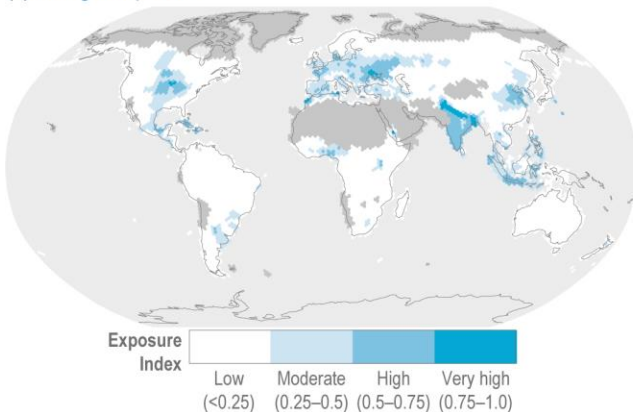 Exposure
Index
Low
(<0.25)
Moderate
(0.25–0.5)
High
(0.5–0.75)
Very high
(0.75–1.0)